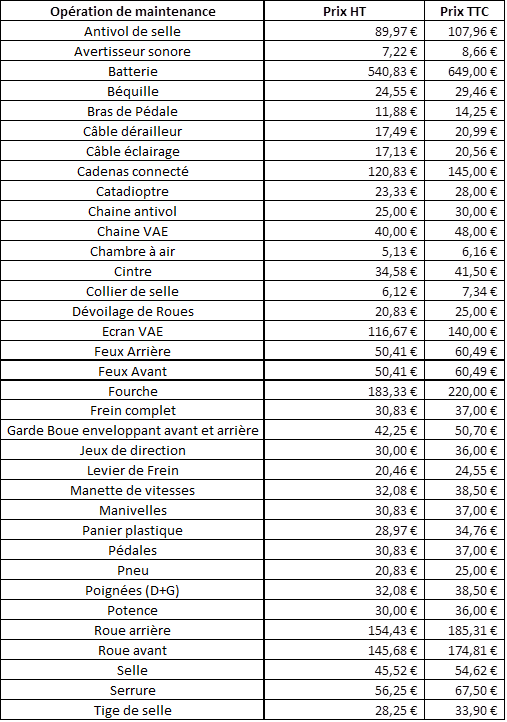 Opération de maintenance Prix HT Prix TTC
Antivol de selle 89,97 € 107,96 €
Avertisseur sonore 7,22 € 8,66 €
Batterie 540,83 € 649,00 €
Béquille 24,55 € 29,46 €
Bras de Pédale 11,88 € 14,25 €
Câble dérailleur 17,49 € 20,99 €
Câble éclairage 17,13 € 20,56 €
Cadenas connecté 120,83 € 145,00 €
Catadioptre 23,33 € 28,00 €
Chaine antivol 25,00 € 30,00 €
Chaine VAE 40,00 € 48,00 €
Chambre à air 5,13 € 6,16 €
Cintre 34,58 € 41,50 €
Collier de selle 6,12 € 7,34 €
Dévoilage de Roues 20,83 € 25,00 €
Ecran VAE 116,67 € 140,00 €
Feux Arrière 50,41 € 60,49 €
Feux Avant 50,41 € 60,49 €
Fourche 183,33 € 220,00 €
Frein complet 30,83 € 37,00 €
Garde Boue enveloppant avant et arrière 42,25 € 50,70 €
Jeux de direction 30,00 € 36,00 €
Levier de Frein 20,46 € 24,55 €
Manette de vitesses 32,08 € 38,50 €
Manivelles 30,83 € 37,00 €
Panier plastique 28,97 € 34,76 €
Pédales 30,83 € 37,00 €
Pneu 20,83 € 25,00 €
Poignées (D+G) 32,08 € 38,50 €
Potence 30,00 € 36,00 €
Roue arrière 154,43 € 185,31 €
Roue avant 145,68 € 174,81 €
Selle 45,52 € 54,62 €
Serrure 56,25 € 67,50 €
Tige de selle 28,25 € 33,90 €